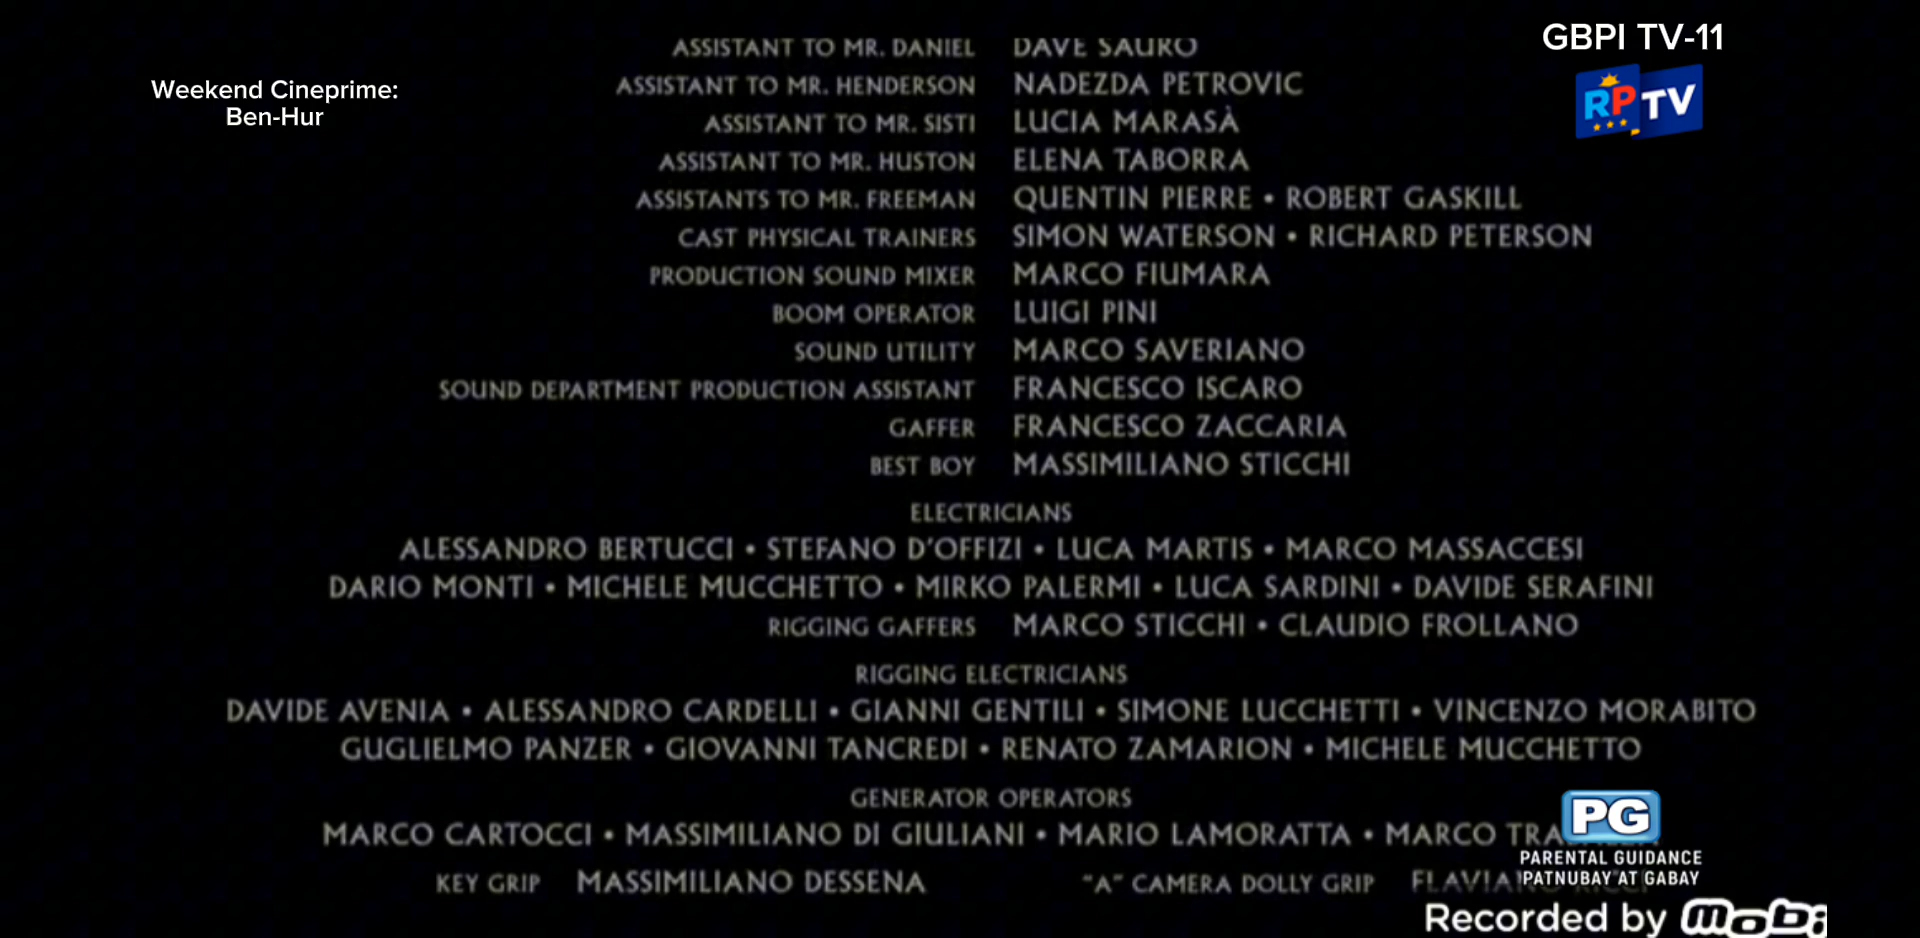 GBPI TV-11
RPTV
Weekend Cineprime:
Ben-Hur
ASSISTANT TO MR. DANIEL DAVE SAURO
ASSISTANT TO MR. HENDERSON NADEZDA PETROVIC
ASSISTANT TO MR. SISTI LUCIA MARASÀ
ASSISTANT TO MR. HUSTON ELENA TABORRA
ASSISTANTS TO MR. FREEMAN QUENTIN PIERRE • ROBERT GASKILL
CAST PHYSICAL TRAINERS SIMON WATERSON • RICHARD PETERSON
PRODUCTION SOUND MIXER MARCO FIUMARA
BOOM OPERATOR LUIGI PINI
SOUND UTILITY MARCO SAVERIANO
SOUND DEPARTMENT PRODUCTION ASSISTANT FRANCESCO ISCARO
GAFFER FRANCESCO ZACCARIA
BEST BOY MASSIMILIANO STICCHI
ELECTRICIANS
ALESSANDRO BERTUCCI • STEFANO D'OFFIZI • LUCA MARTIS • MARCO MASSACCESI
DARIO MONTI • MICHELE MUCCHETTO • MIRKO PALERMI • LUCA SARDINI • DAVIDE SERAFINI
RIGGING GAFFERS MARCO STICCHI • CLAUDIO FROLLANO
RIGGING ELECTRICIANS
DAVIDE AVENIA • ALESSANDRO CARDELLI • GIANNI GENTILI • SIMONE LUCCHETTI • VINCENZO MORABITO
GUGLIELMO PANZER • GIOVANNI TANCREDI • RENATO ZAMARION • MICHELE MUCCHETTO
GENERATOR OPERATORS
MARCO CARTOCCI • MASSIMILIANO DI GIULIANI • MARIO LAMORATTA • MARCO
KEY GRIP MASSIMILIANO DESSENA "A" CAMERA DOLLY GRIP
PG
PARENTAL GUIDANCE
PATNUBAY AT GABAY
Recorded by